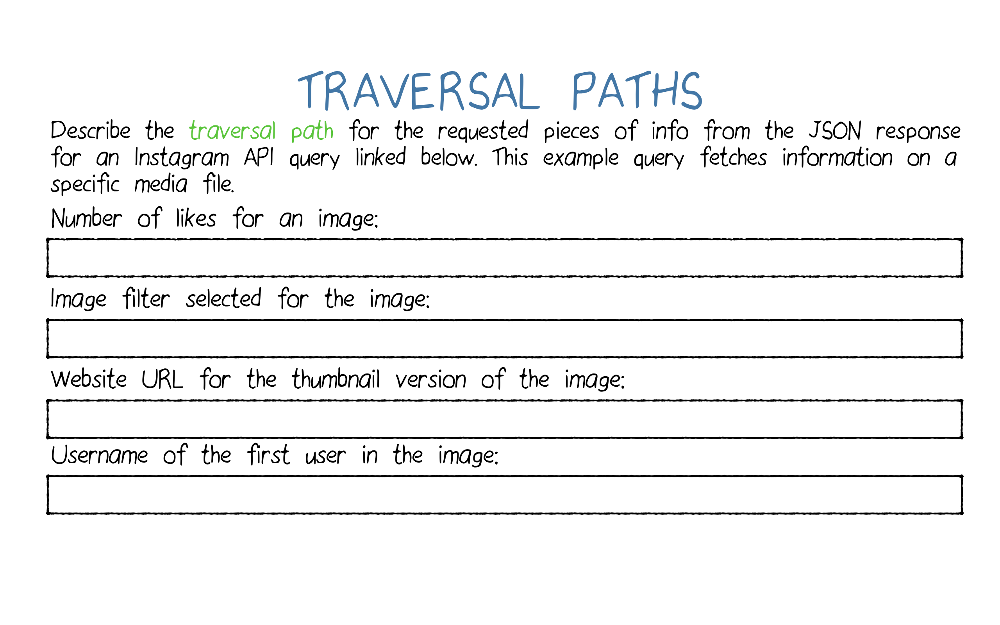 TRAVERSAL PATHS
Describe the traversal path for the requested pieces of info from the JSON response
for an Instagram API query linked below. This example query fetches information on a
specific media file.
Number of likes for an image:
Image filter selected for the image:
Website URL for the thumbnail version of the image:
Username of the first user in the image: